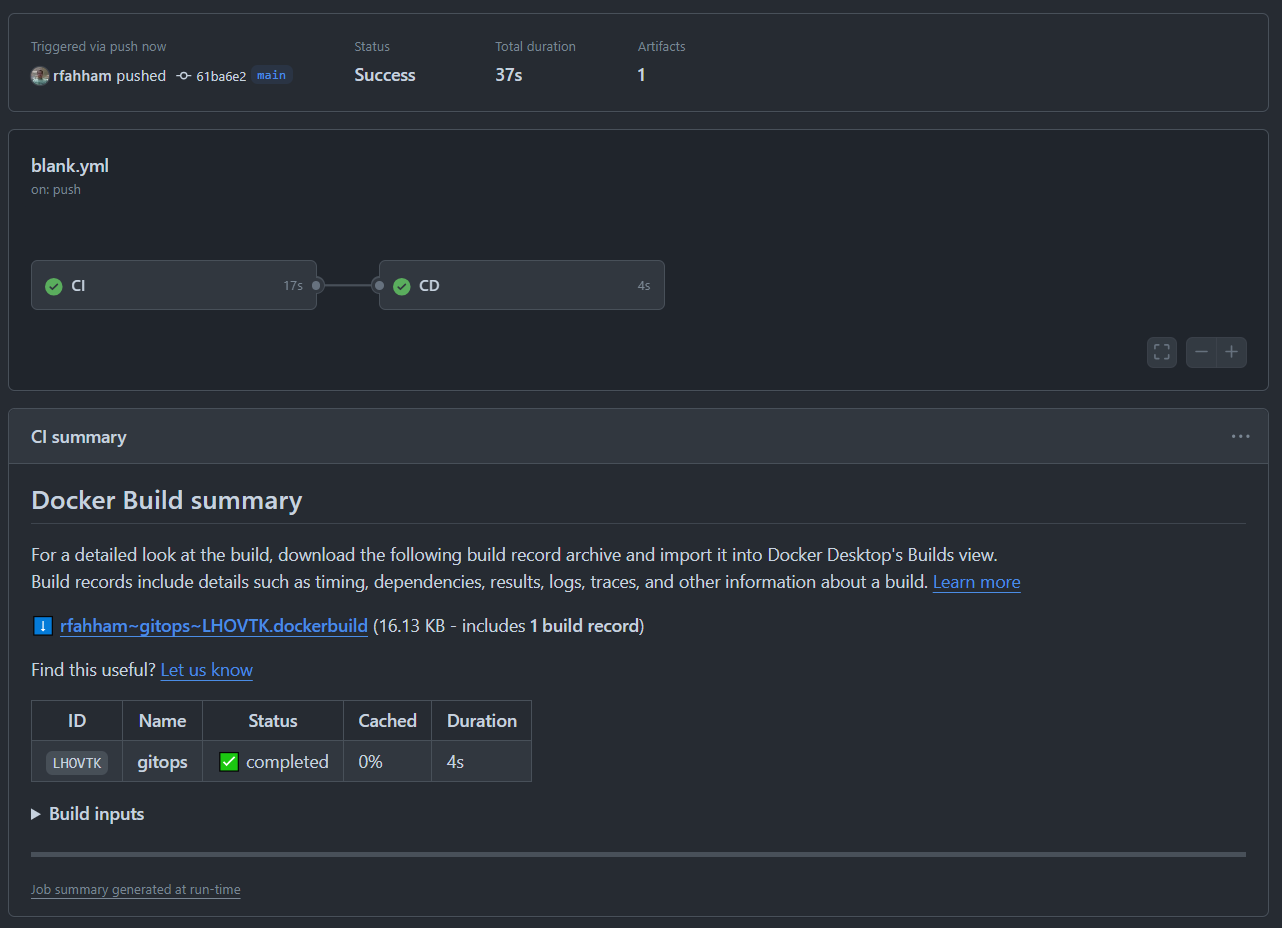 Triggered via push now
Status
Total duration
Artifacts
rfahham pushed 61ba6e2 main
Success
37s
1
blank.yml
on: push
CI 17s
CD 4s
CI summary
Docker Build summary
For a detailed look at the build, download the following build record archive and import it into Docker Desktop's Builds view.
Build records include details such as timing, dependencies, results, logs, traces, and other information about a build. Learn more
rfahham~gitops~LHOVTK.dockerbuild (16.13 KB - includes 1 build record)
Find this useful? Let us know
ID Name Status Cached Duration
LHOVTK gitops completed 0% 4s
Build inputs
Job summary generated at run-time